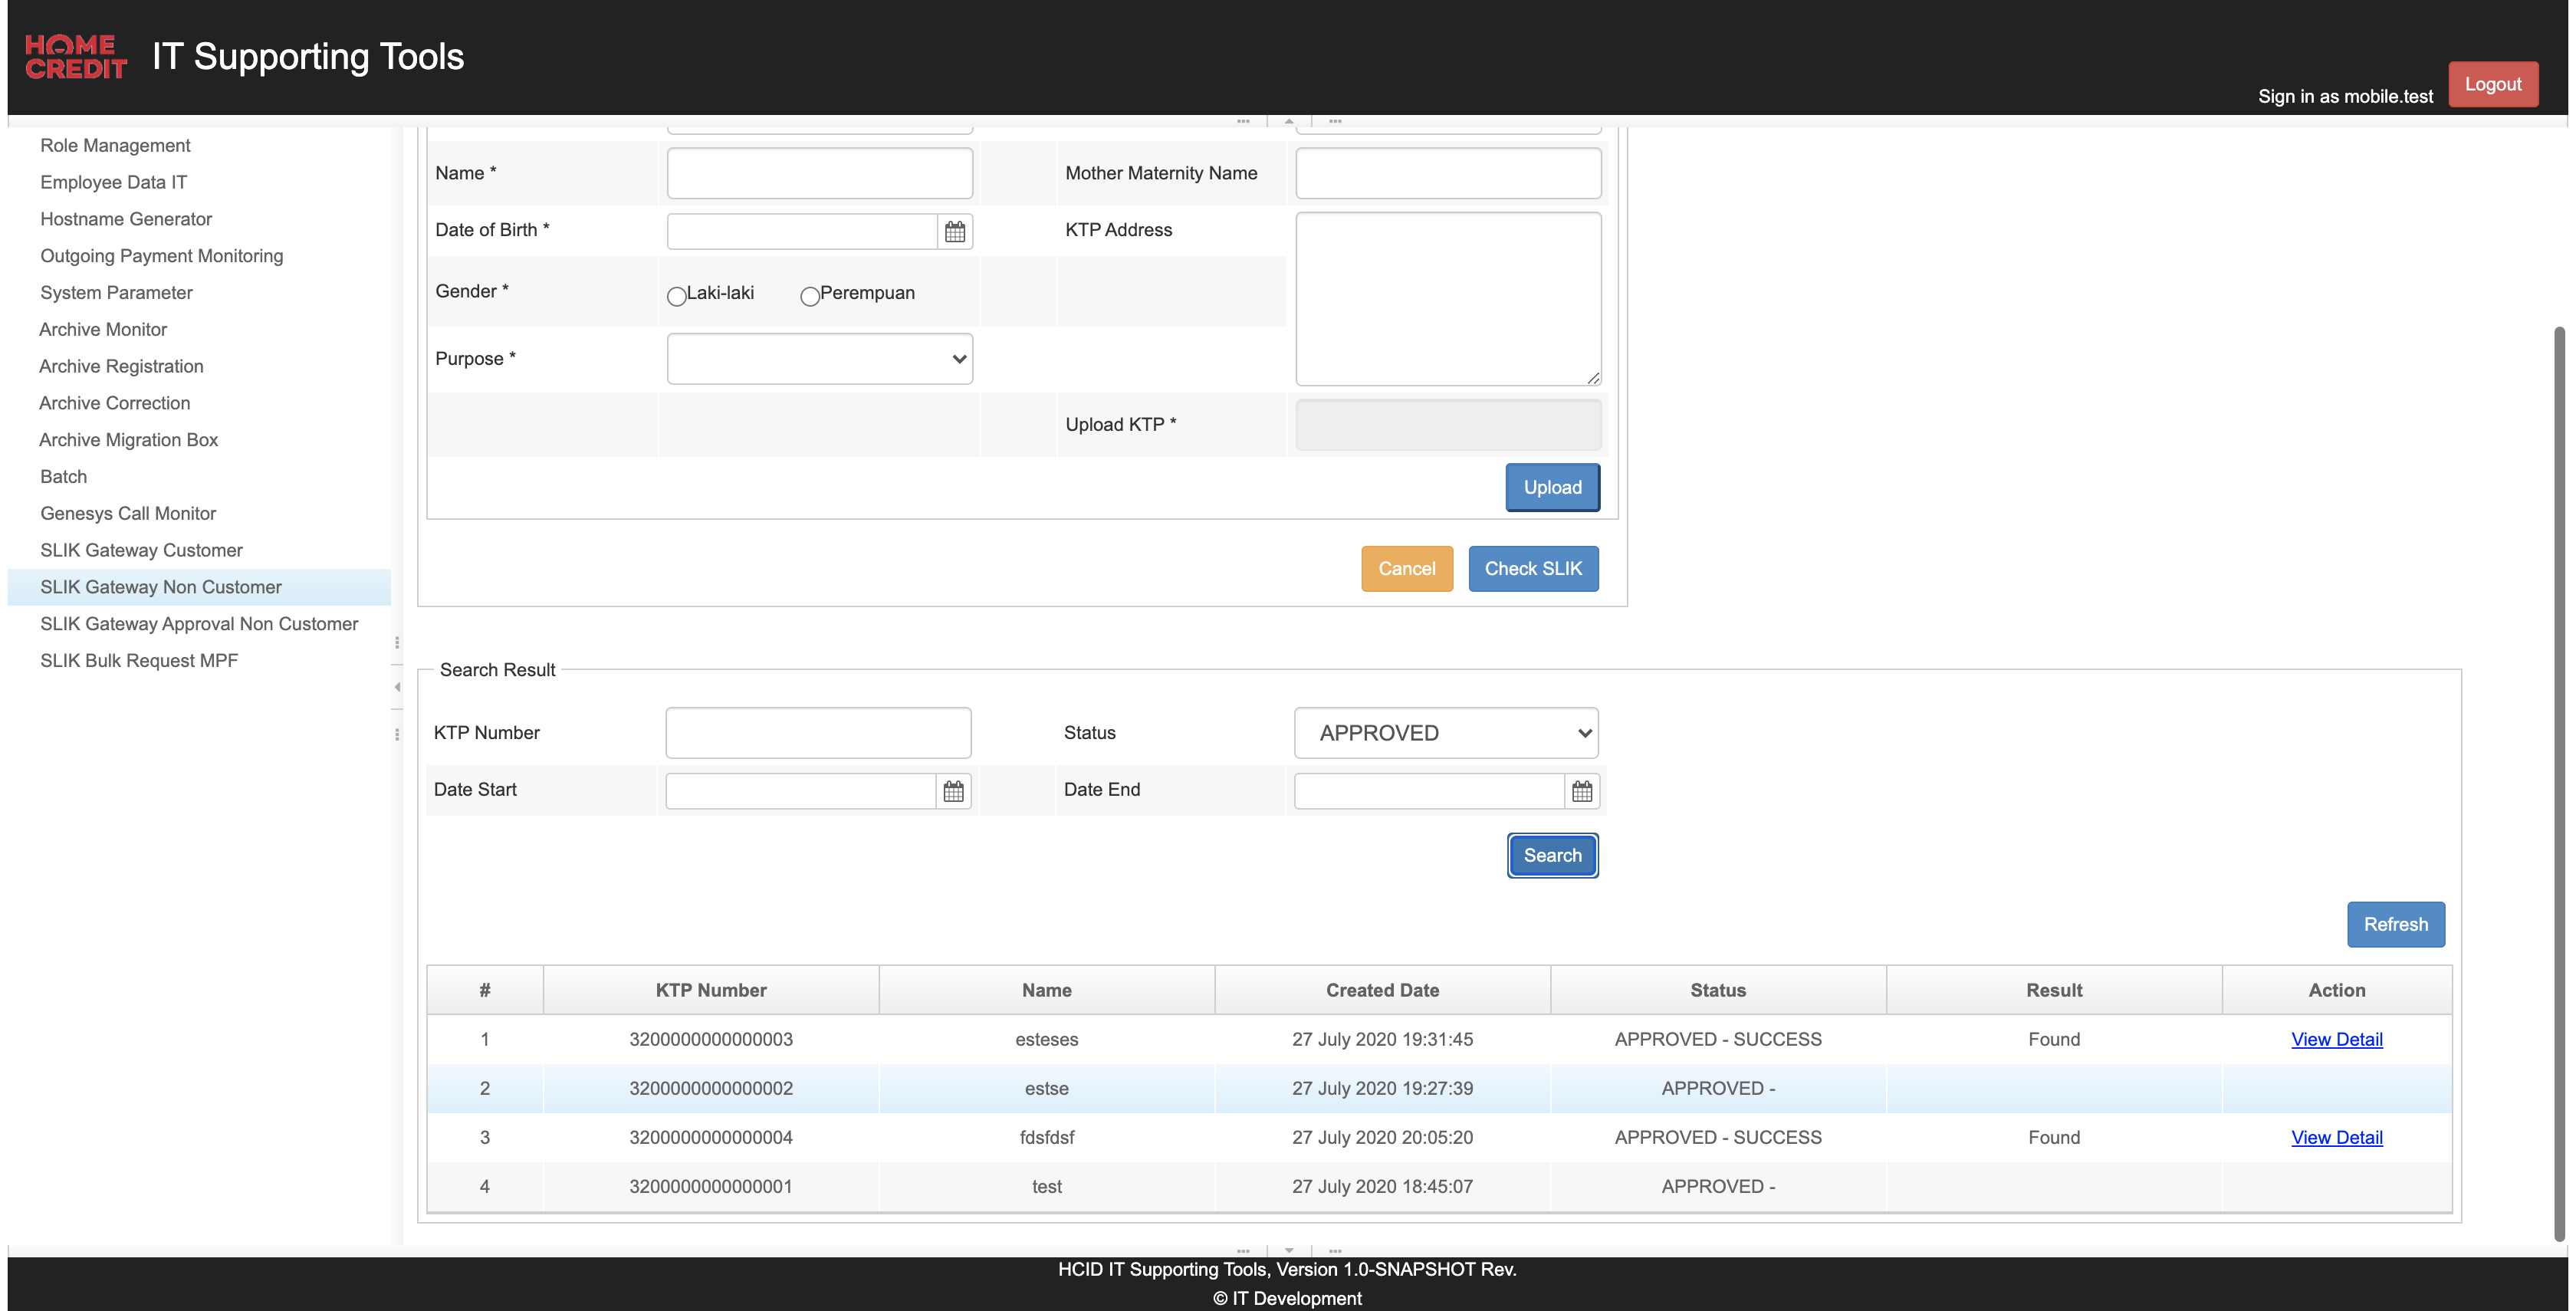 HOME
CREDIT
IT Supporting Tools
Sign in as mobile.test
Logout
Role Management
Employee Data IT
Hostname Generator
Outgoing Payment Monitoring
System Parameter
Archive Monitor
Archive Registration
Archive Correction
Archive Migration Box
Batch
Genesys Call Monitor
SLIK Gateway Customer
SLIK Gateway Non Customer
SLIK Gateway Approval Non Customer
SLIK Bulk Request MPF
Name * Mother Maternity Name
Date of Birth * KTP Address
Gender * Laki-laki Perempuan
Purpose *
Upload KTP *
Upload
Cancel Check SLIK
Search Result
KTP Number Status APPROVED
Date Start Date End
Search
Refresh
# KTP Number Name Created Date Status Result Action
1 3200000000000003 esteses 27 July 2020 19:31:45 APPROVED - SUCCESS Found View Detail
2 3200000000000002 estse 27 July 2020 19:27:39 APPROVED -
3 3200000000000004 fdsfdsf 27 July 2020 20:05:20 APPROVED - SUCCESS Found View Detail
4 3200000000000001 test 27 July 2020 18:45:07 APPROVED -
HCID IT Supporting Tools, Version 1.0-SNAPSHOT Rev.
© IT Development